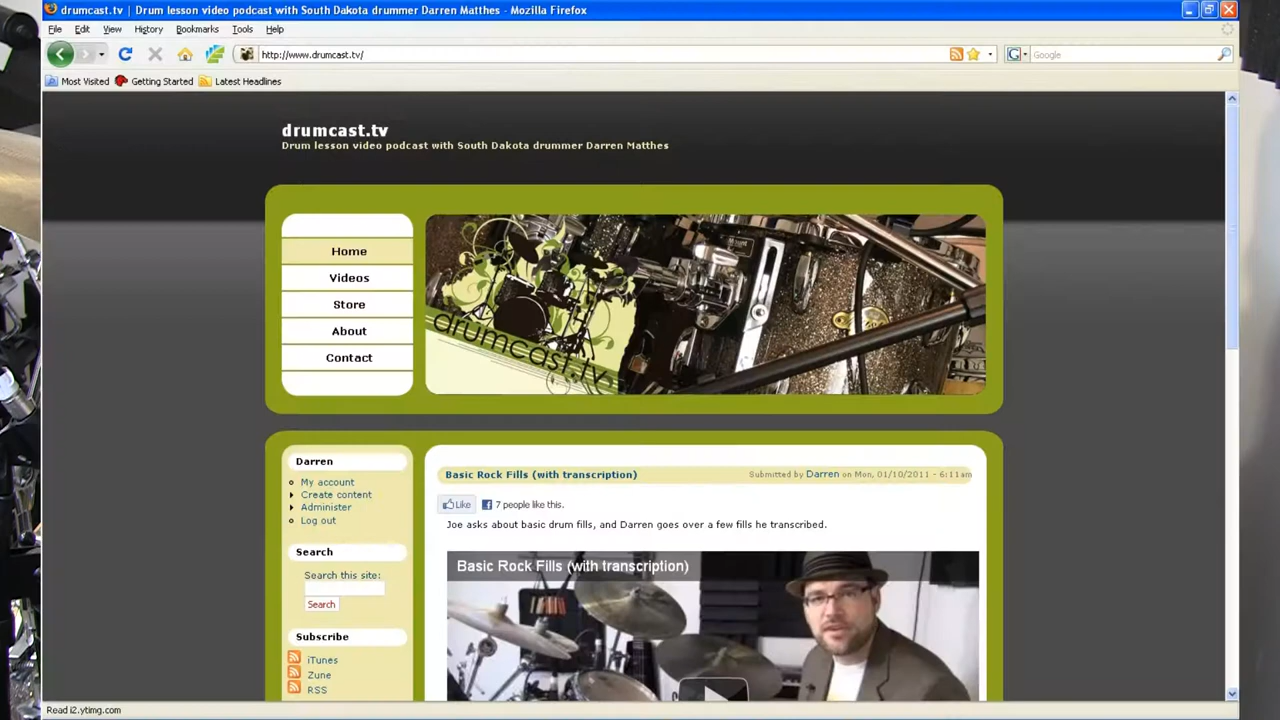 drumcast.tv | Drum lesson video podcast with South Dakota drummer Darren Matthes - Mozilla Firefox
File Edit View History Bookmarks Tools Help
http://www.drumcast.tv/
G Google
Most Visited Getting Started Latest Headlines
drumcast.tv
Drum lesson video podcast with South Dakota drummer Darren Matthes
Home
Videos
Store
About
Contact
drumcast.tv
Darren
My account
Create content
Administer
Log out
Search
Search this site:
Search
Subscribe
iTunes
Zune
RSS
Basic Rock Fills (with transcription)
Submitted by Darren on Mon, 01/10/2011 - 6:11am
Like
7 people like this.
Joe asks about basic drum fills, and Darren goes over a few fills he transcribed.
Basic Rock Fills (with transcription)
Read i2.ytimg.com